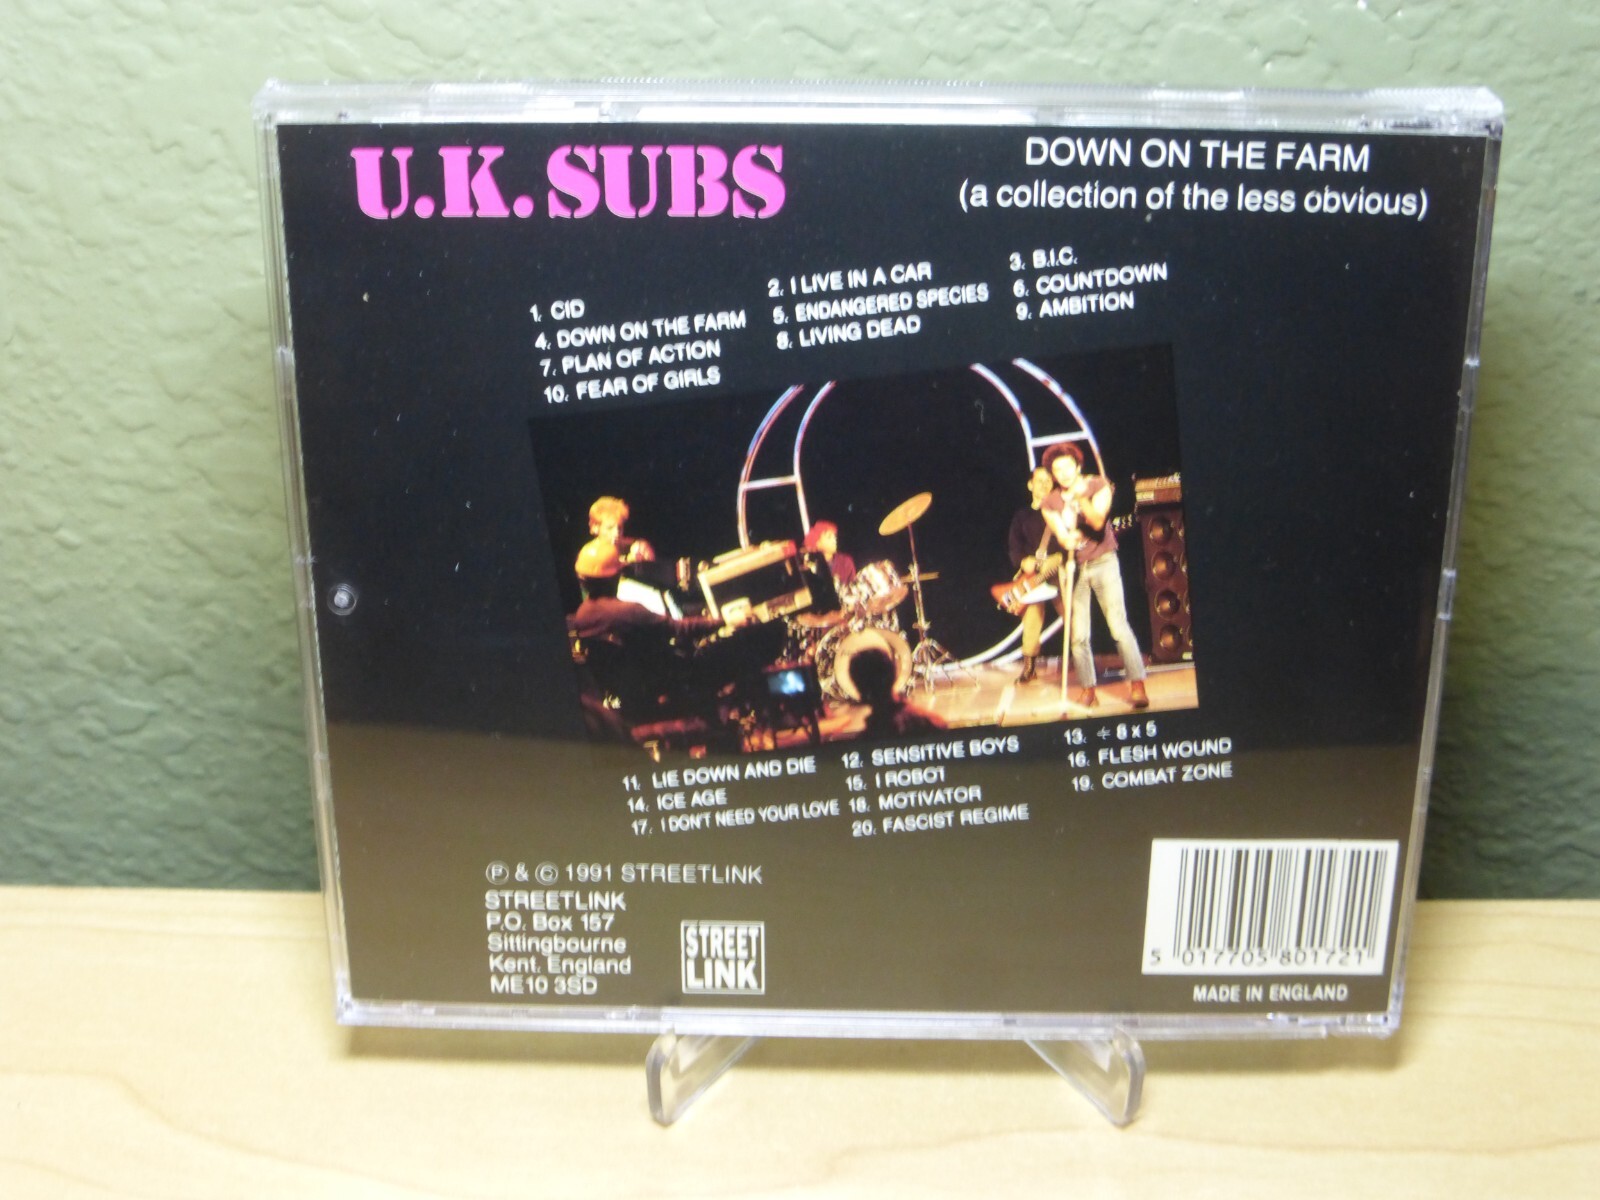 U.K. SUBS
DOWN ON THE FARM
(a collection of the less obvious)
1. CID
2. I LIVE IN A CAR
3. B.I.C.
4. DOWN ON THE FARM
5. ENDANGERED SPECIES
6. COUNTDOWN
7. PLAN OF ACTION
8. LIVING DEAD
9. AMBITION
10. FEAR OF GIRLS
11. LIE DOWN AND DIE
12. SENSITIVE BOYS
13. ÷ 8 x 5
14. ICE AGE
15. I ROBOT
16. FLESH WOUND
17. I DON'T NEED YOUR LOVE
18. MOTIVATOR
19. COMBAT ZONE
20. FASCIST REGIME
Ⓟ & © 1991 STREETLINK
STREETLINK
P.O. Box 157
Sittingbourne
Kent. England
ME10 3SD
STREET
LINK
5 017705 801721
MADE IN ENGLAND